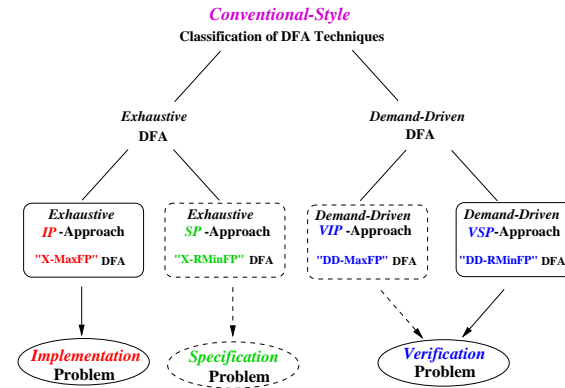 Conventional-Style
Classification of DFA Techniques
Exhaustive
DFA
Demand-Driven
DFA
Exhaustive
IP -Approach
"X-MaxFP" DFA
Exhaustive
SP -Approach
"X-RMinFP" DFA
Demand-Driven
VIP -Approach
"DD-MaxFP" DFA
Demand-Driven
VSP-Approach
"DD-RMinFP" DFA
Implementation
Problem
Specification
Problem
Verification
Problem